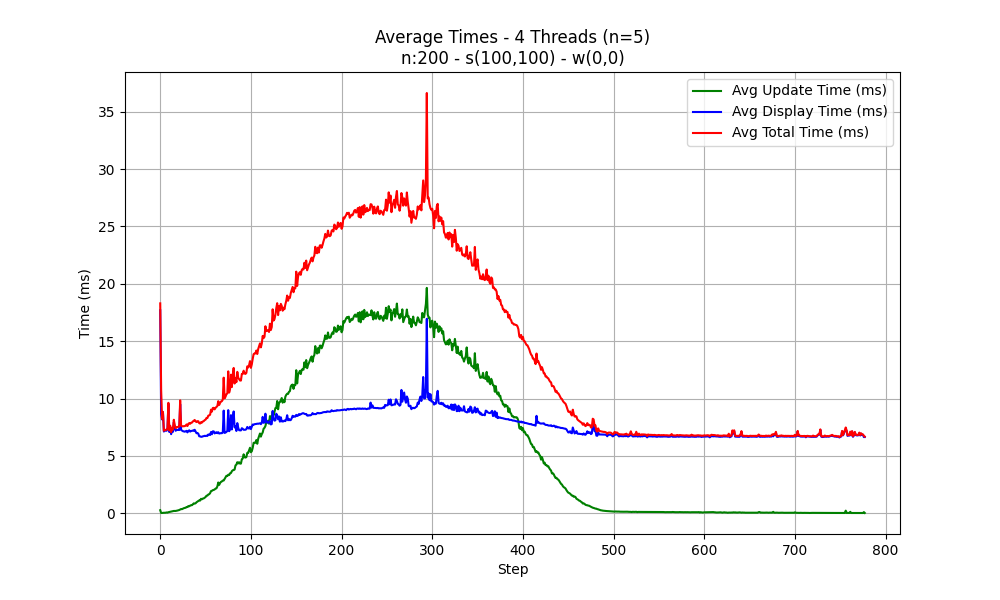 Average Times - 4 Threads (n=5)
n:200 - s(100,100) - w(0,0)
Avg Update Time (ms)
Avg Display Time (ms)
Avg Total Time (ms)
Time (ms)
35
30
25
20
15
10
5
0
0 100 200 300 400 500 600 700 800
Step